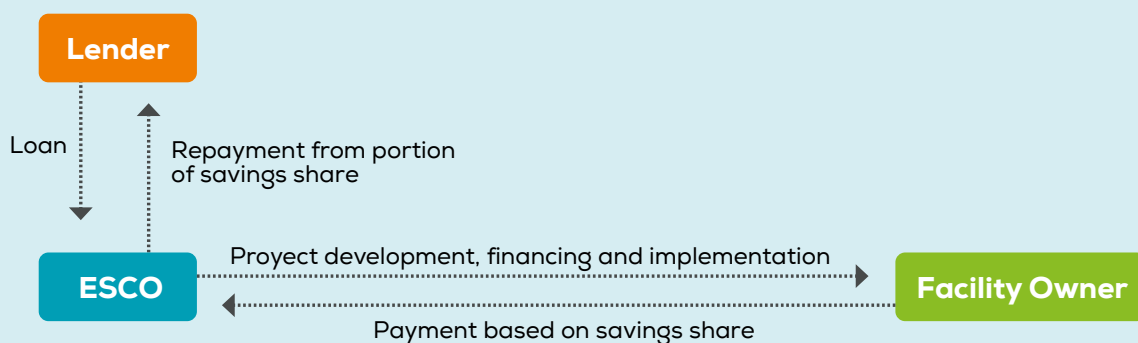 Lender
Loan
Repayment from portion
of savings share
Proyect development, financing and implementation
ESCO
Facility Owner
Payment based on savings share